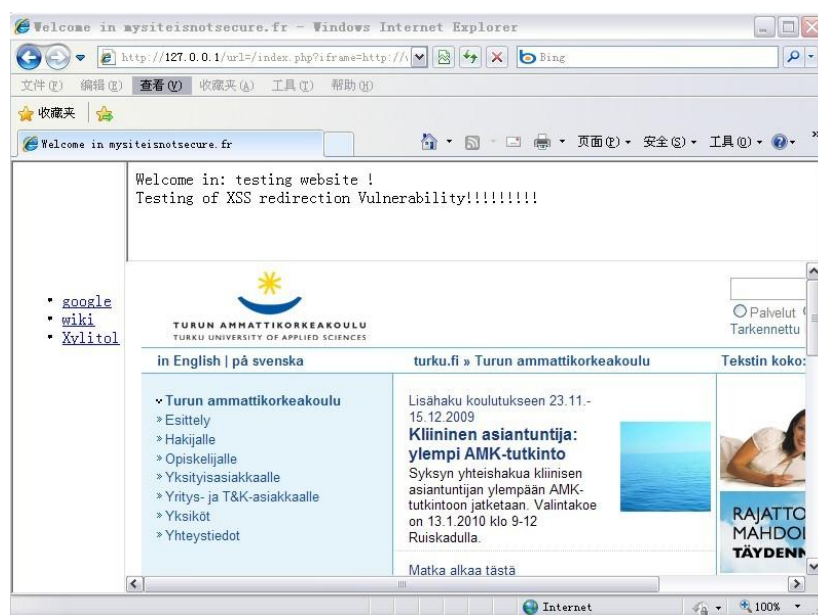 Welcome in mysiteisnotsecure.fr - Windows Internet Explorer
http://127.0.0.1/url=/index.php?iframe=http://
Bing
文件(F) 编辑(E) 查看(V) 收藏夹(A) 工具(T) 帮助(H)
收藏夹
Welcome in mysiteisnotsecure.fr
页面(P) 安全(S) 工具(O)
Welcome in: testing website !
Testing of XSS redirection Vulnerability!!!!!!!!!
google
wiki
Xylitol
TURUN AMMATTIKORKEAKOULU
TURKU UNIVERSITY OF APPLIED SCIENCES
Palvelut
Tarkennettu
in English | på svenska
turku.fi » Turun ammattikorkeakoulu
Tekstin koko:
Turun ammattikorkeakoulu
» Esittely
» Hakijalle
» Opiskelijalle
» Yksityisasiakkaalle
» Yritys- ja T&K-asiakkaalle
» Yksiköt
» Yhteystiedot
Lisähaku koulutukseen 23.11.-
15.12.2009
Kliininen asiantuntija:
ylempi AMK-tutkinto
Syksyn yhteishakua kliinisen
asiantuntijan ylempään AMK-
tutkintoon jatketaan. Valintakoe
on 13.1.2010 klo 9-12
Ruiskadulla.
Matka alkaa tästä
RAJATTO
MAHDOL
TÄYDENN
Internet
100%